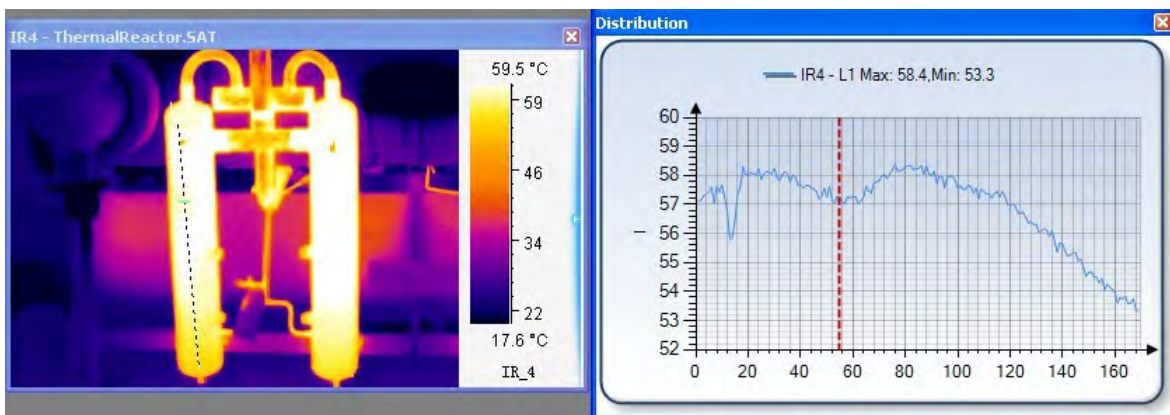 IR4 - ThermalReactor.SAT
59.5 °C
59
46
34
22
17.6 °C
IR_4
Distribution
IR4 - L1 Max: 58.4,Min: 53.3
60
59
58
57
56
55
54
53
52
I
0 20 40 60 80 100 120 140 160